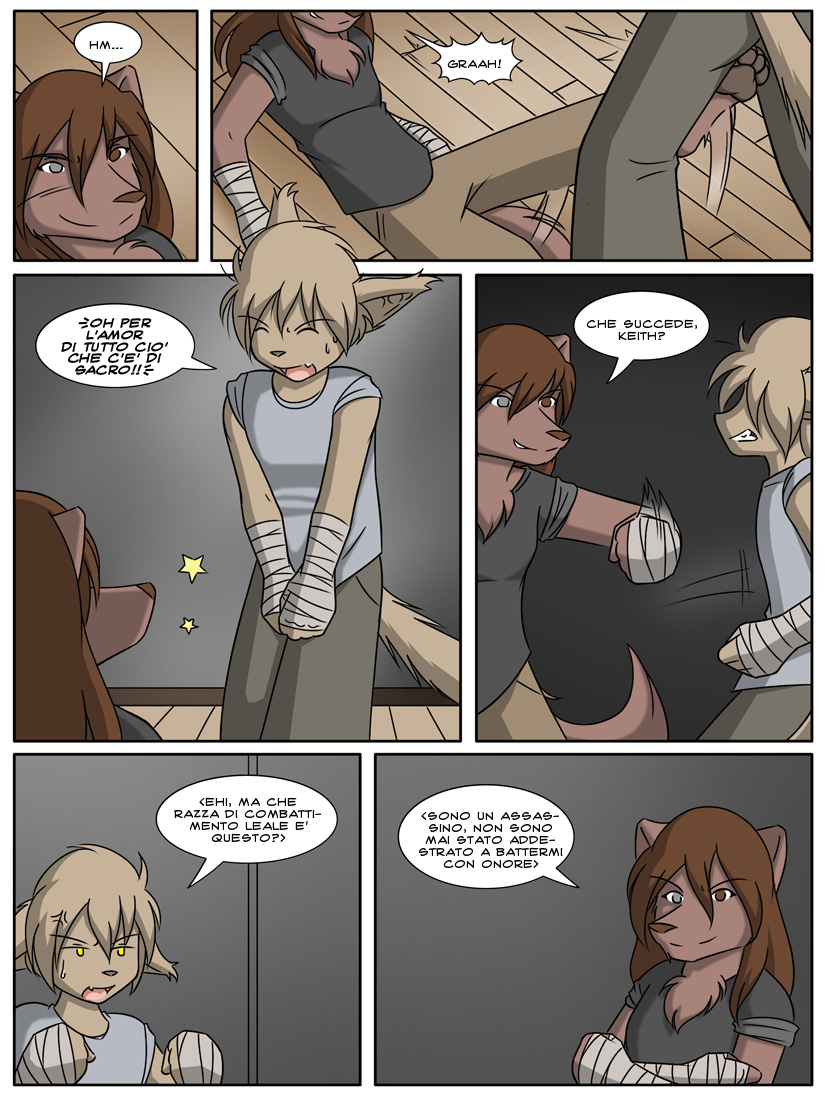 HM...
GRAAH!
>OH PER
L'AMOR
DI TUTTO CIO'
CHE C'E' DI
SACRO!!<
CHE SUCCEDE,
KEITH?
<EHI, MA CHE
RAZZA DI COMBATTI-
MENTO LEALE E'
QUESTO?>
<SONO UN ASSAS-
SINO, NON SONO
MAI STATO ADDE-
STRATO A BATTERMI
CON ONORE>